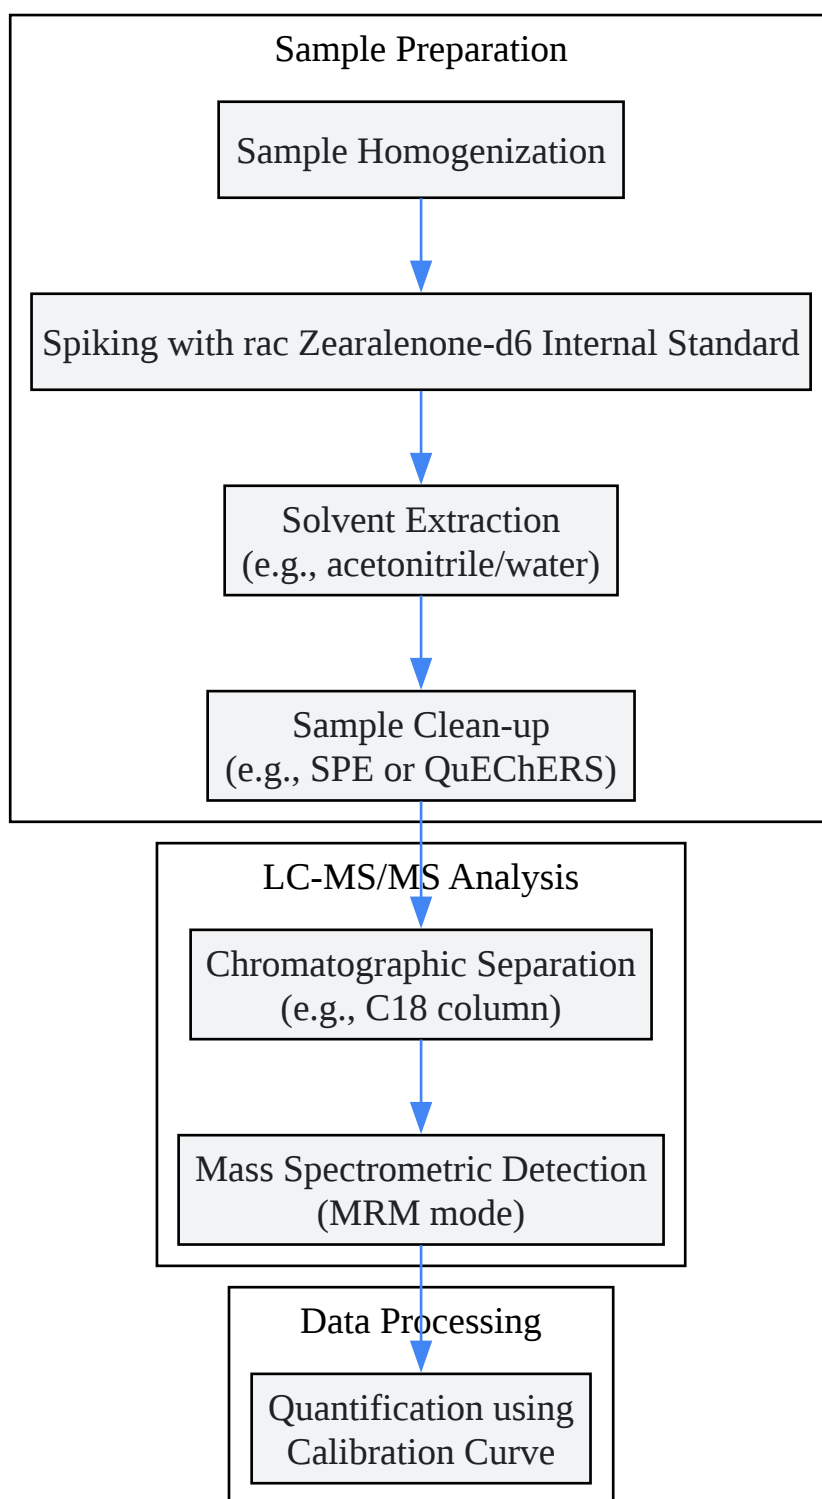 Sample Preparation
Sample Homogenization
Spiking with rac Zearalenone-d6 Internal Standard
Solvent Extraction
(e.g., acetonitrile/water)
Sample Clean-up
(e.g., SPE or QuEChERS)
LC-MS/MS Analysis
Chromatographic Separation
(e.g., C18 column)
Mass Spectrometric Detection
(MRM mode)
Data Processing
Quantification using
Calibration Curve